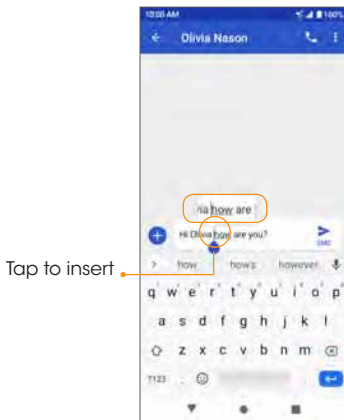 10:00 AM 100%
Olivia Nason
via how are
Hi Olivia how are you?
SMS
Tap to insert
how how's however
q w e r t y u i o p
a s d f g h j k l
z x c v b n m
?123 , .